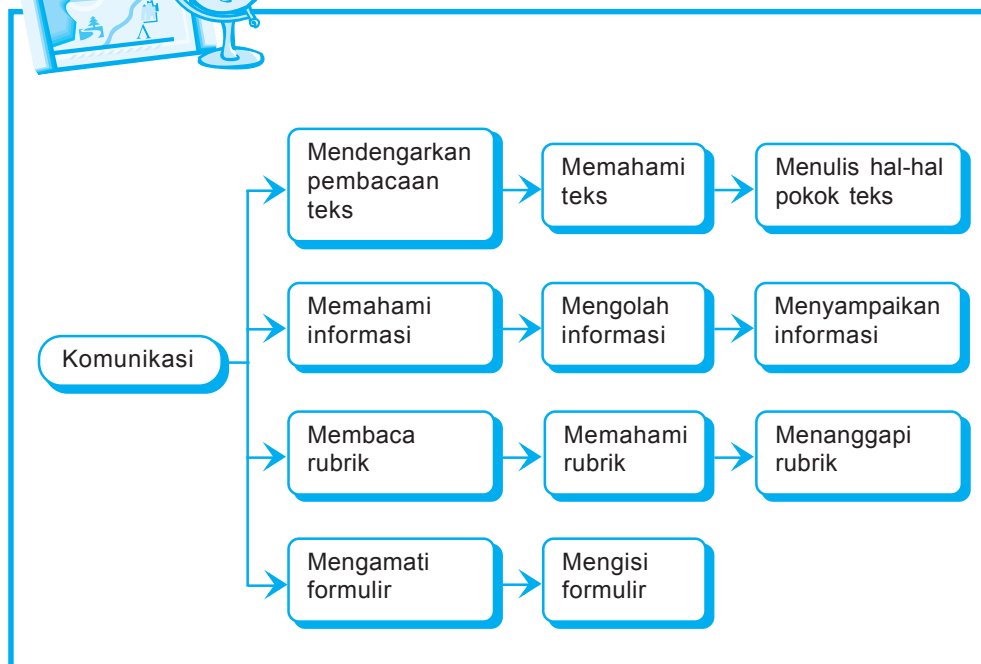 Mendengarkan
pembacaan
teks
Memahami
teks
Menulis hal-hal
pokok teks
Memahami
informasi
Mengolah
informasi
Menyampaikan
informasi
Komunikasi
Membaca
rubrik
Memahami
rubrik
Menanggapi
rubrik
Mengamati
formulir
Mengisi
formulir